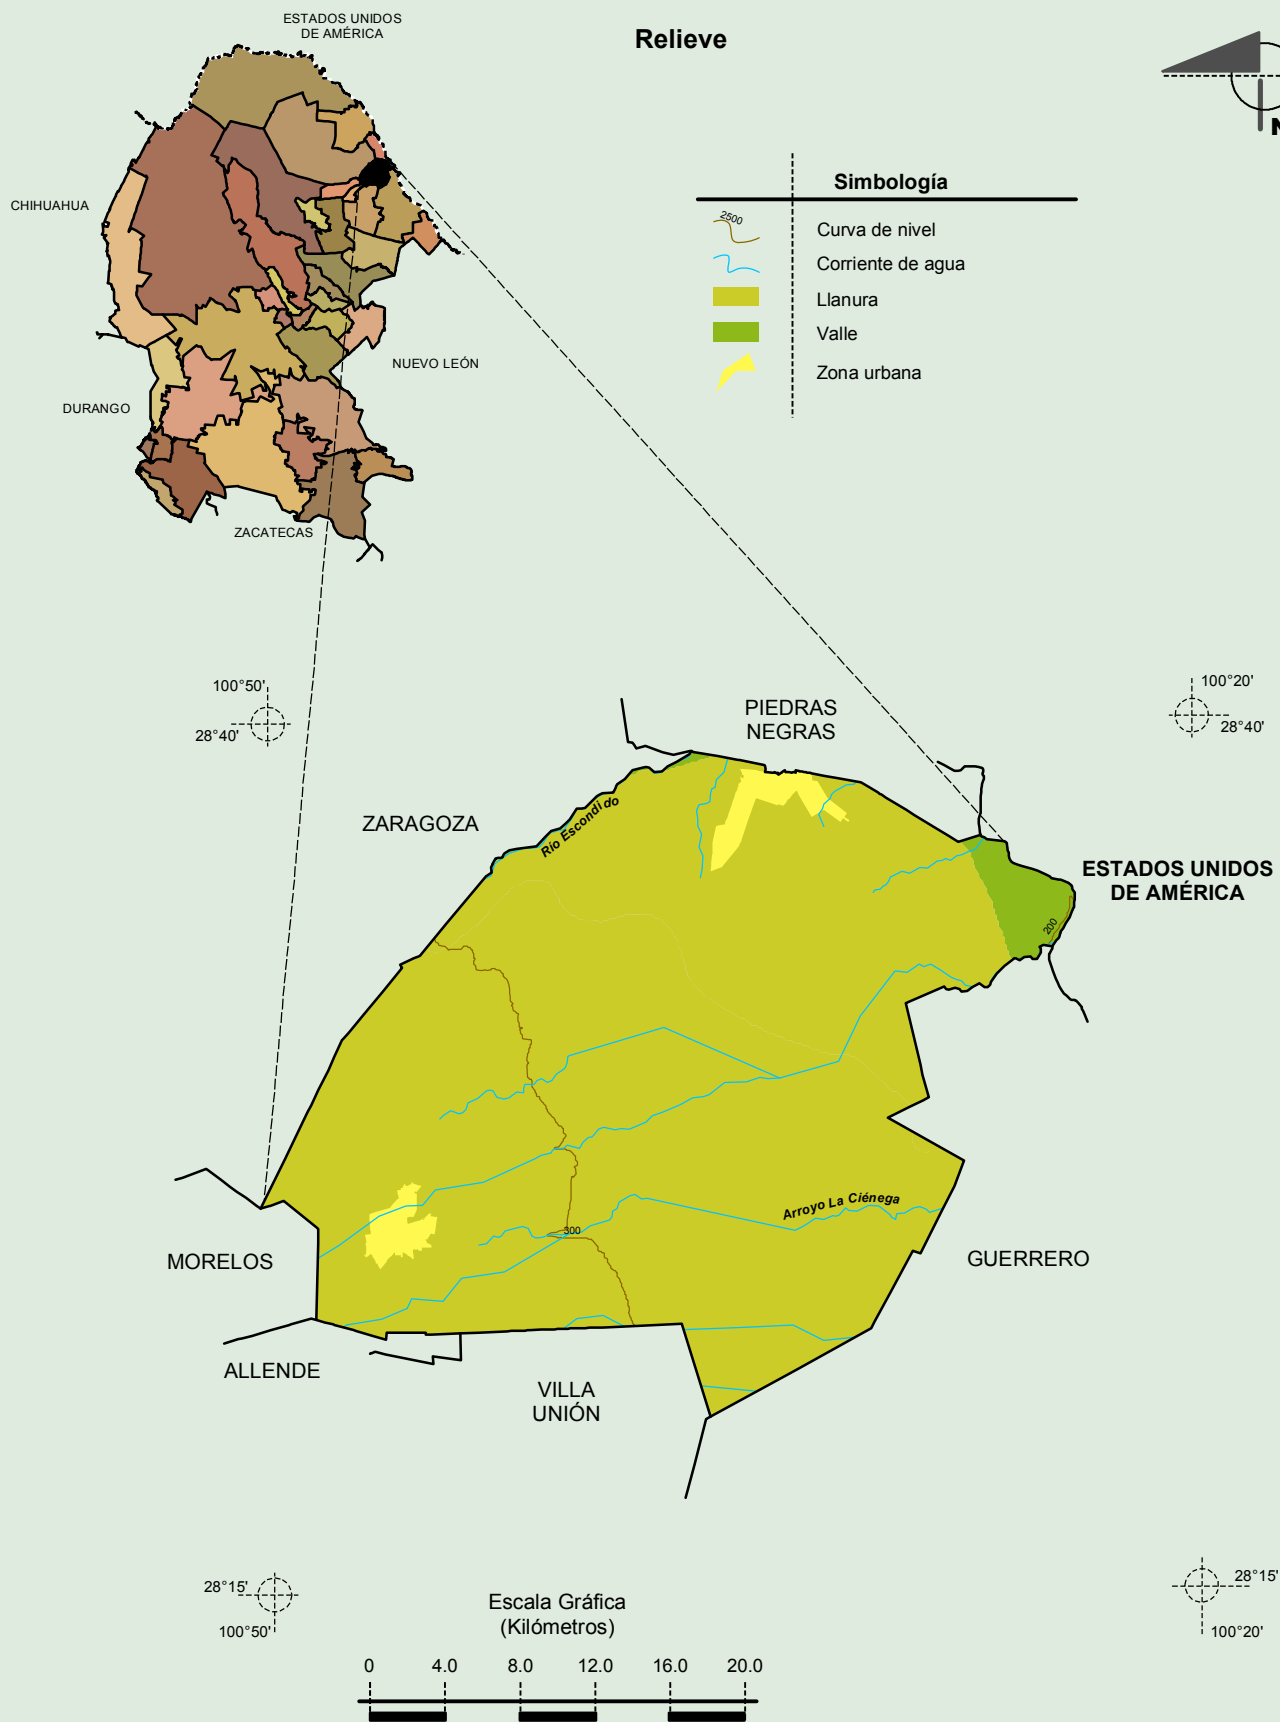 Relieve
ESTADOS UNIDOS
DE AMÉRICA
CHIHUAHUA
NUEVO LEÓN
DURANGO
ZACATECAS
N
Simbología
2500
Curva de nivel
Corriente de agua
Llanura
Valle
Zona urbana
100°50'
28°40'
100°20'
28°40'
PIEDRAS
NEGRAS
ZARAGOZA
Río Escondido
ESTADOS UNIDOS
DE AMÉRICA
200
Arroyo La Ciénega
300
MORELOS
GUERRERO
ALLENDE
VILLA
UNIÓN
28°15'
100°50'
28°15'
100°20'
Escala Gráfica
(Kilómetros)
0 4.0 8.0 12.0 16.0 20.0